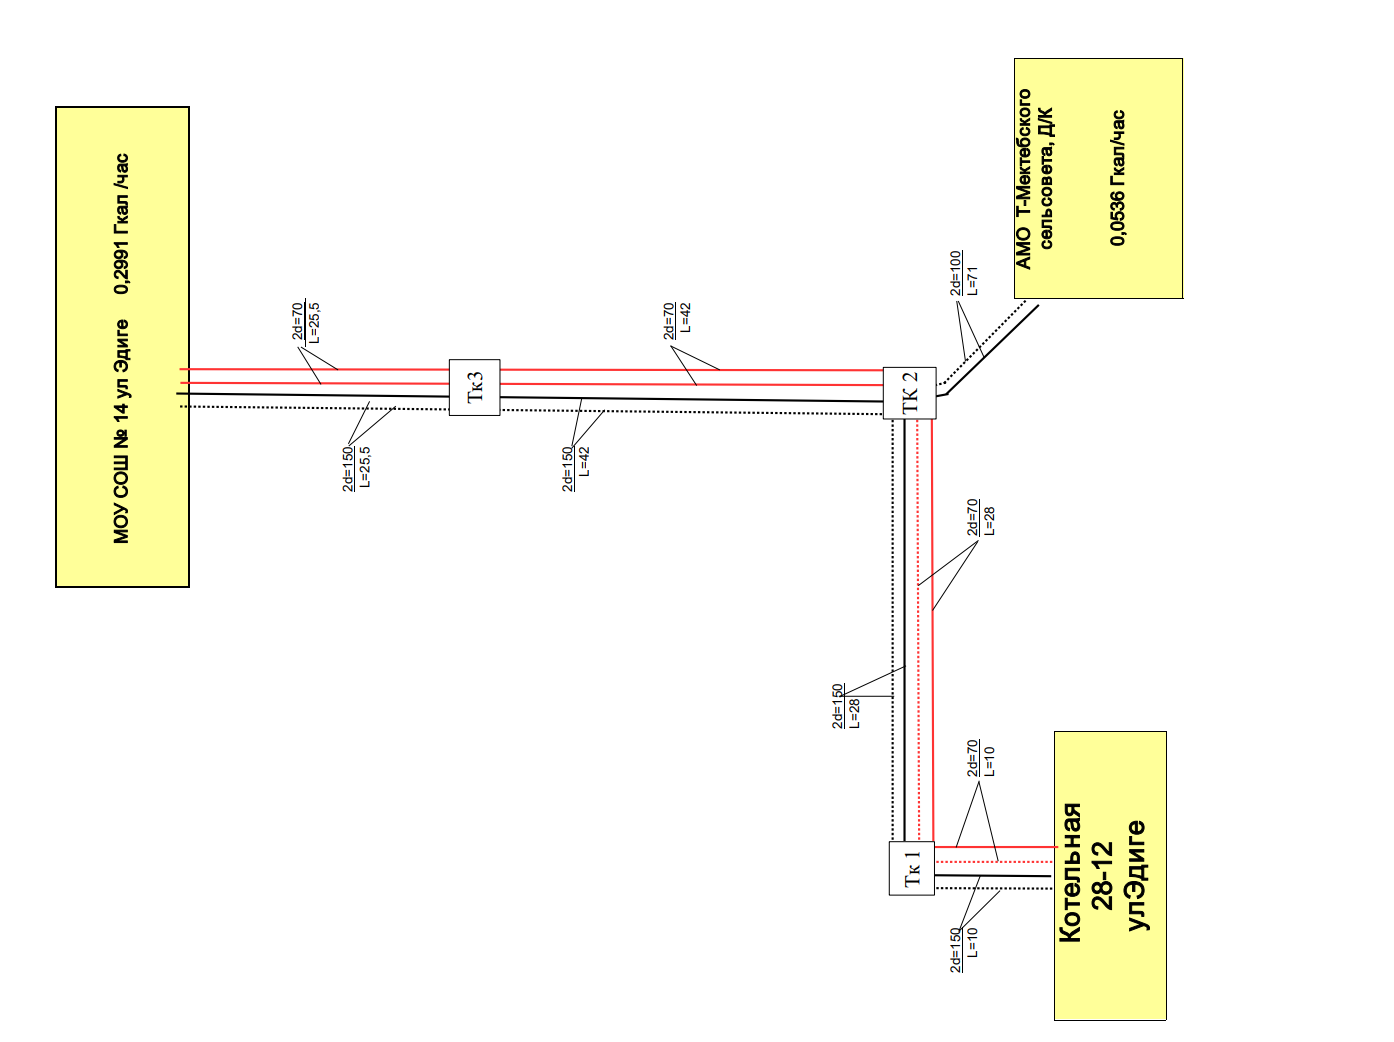 МОУ СОШ № 14 ул Эдиге 0,2991 Гкал /час
2d=70
L=25,5
2d=150
L=25,5
Тк3
2d=70
L=42
2d=150
L=42
ТК 2
2d=100
L=71
АМО Т-Мектебского
сельсовета, Д/К
0,0536 Гкал/час
2d=70
L=28
2d=150
L=28
Тк 1
2d=70
L=10
2d=150
L=10
Котельная
28-12
улЭдиге